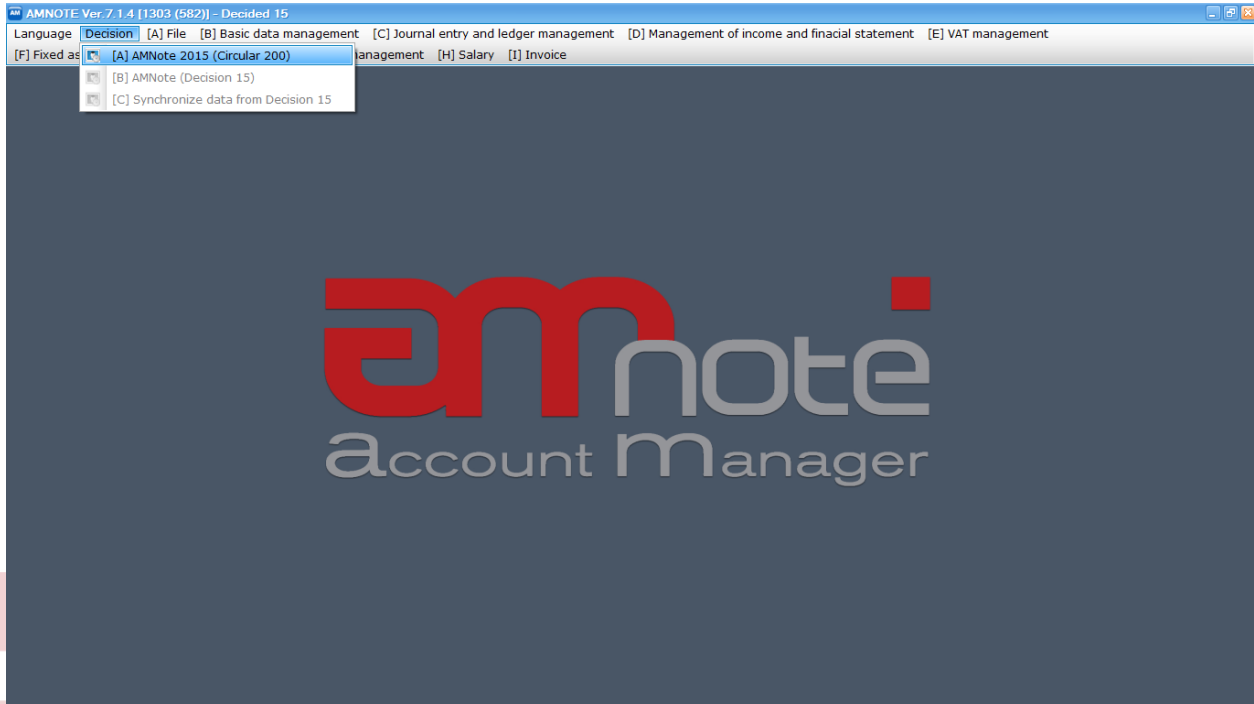 AM AMNOTE Ver.7.1.4 [1303 (582)] - Decided 15
Language Decision [A] File [B] Basic data management [C] Journal entry and ledger management [D] Management of income and finacial statement [E] VAT management
[F] Fixed as anagement [H] Salary [I] Invoice
[A] AMNote 2015 (Circular 200)
[B] AMNote (Decision 15)
[C] Synchronize data from Decision 15
amnote
account manager